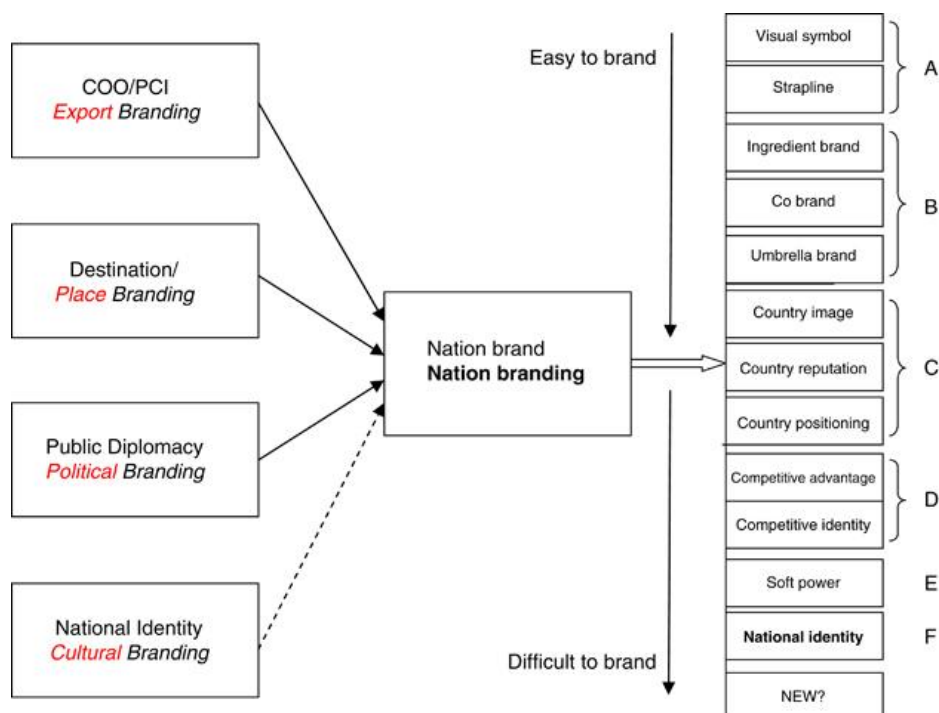 COO/PCI
Export Branding
Destination/
Place Branding
Public Diplomacy
Political Branding
National Identity
Cultural Branding
Nation brand
Nation branding
Easy to brand
Difficult to brand
Visual symbol
Strapline
A
Ingredient brand
Co brand
Umbrella brand
B
Country image
Country reputation
Country positioning
C
Competitive advantage
Competitive identity
D
Soft power
E
National identity
F
NEW?